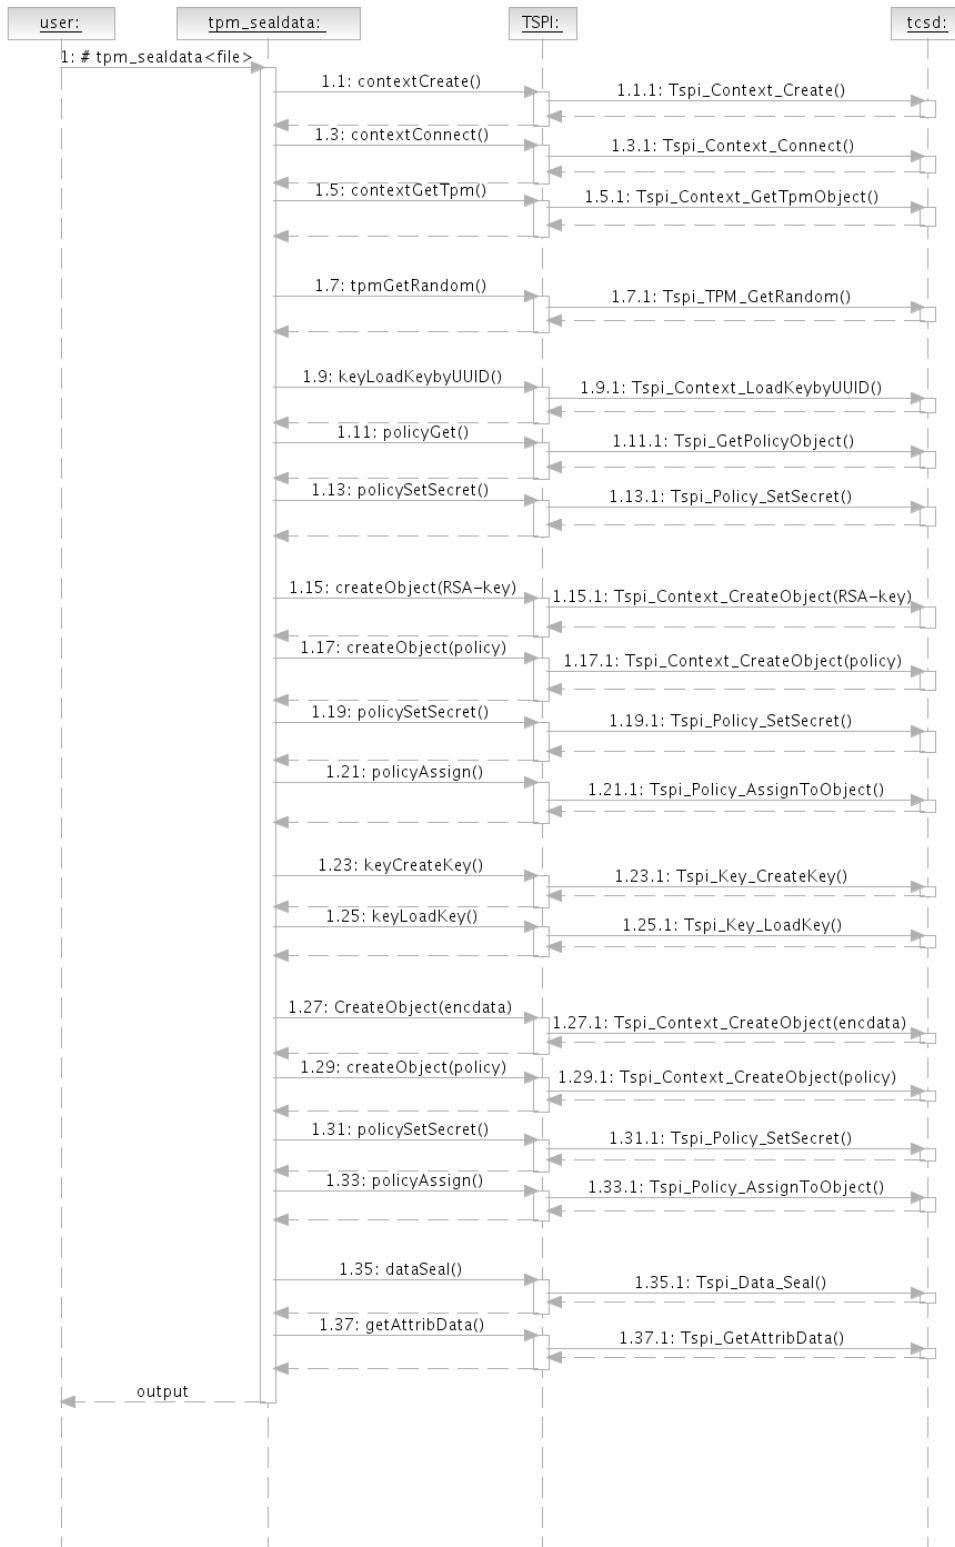 user:
tpm_sealdata:
TSPI:
tcsd:
1: # tpm_sealdata<file>
1.1: contextCreate()
1.1.1: Tspi_Context_Create()
1.3: contextConnect()
1.3.1: Tspi_Context_Connect()
1.5: contextGetTpm()
1.5.1: Tspi_Context_GetTpmObject()
1.7: tpmGetRandom()
1.7.1: Tspi_TPM_GetRandom()
1.9: keyLoadKeybyUUID()
1.9.1: Tspi_Context_LoadKeybyUUID()
1.11: policyGet()
1.11.1: Tspi_GetPolicyObject()
1.13: policySetSecret()
1.13.1: Tspi_Policy_SetSecret()
1.15: createObject(RSA-key)
1.15.1: Tspi_Context_CreateObject(RSA-key)
1.17: createObject(policy)
1.17.1: Tspi_Context_CreateObject(policy)
1.19: policySetSecret()
1.19.1: Tspi_Policy_SetSecret()
1.21: policyAssign()
1.21.1: Tspi_Policy_AssignToObject()
1.23: keyCreateKey()
1.23.1: Tspi_Key_CreateKey()
1.25: keyLoadKey()
1.25.1: Tspi_Key_LoadKey()
1.27: CreateObject(encdata)
1.27.1: Tspi_Context_CreateObject(encdata)
1.29: createObject(policy)
1.29.1: Tspi_Context_CreateObject(policy)
1.31: policySetSecret()
1.31.1: Tspi_Policy_SetSecret()
1.33: policyAssign()
1.33.1: Tspi_Policy_AssignToObject()
1.35: dataSeal()
1.35.1: Tspi_Data_Seal()
1.37: getAttribData()
1.37.1: Tspi_GetAttribData()
output